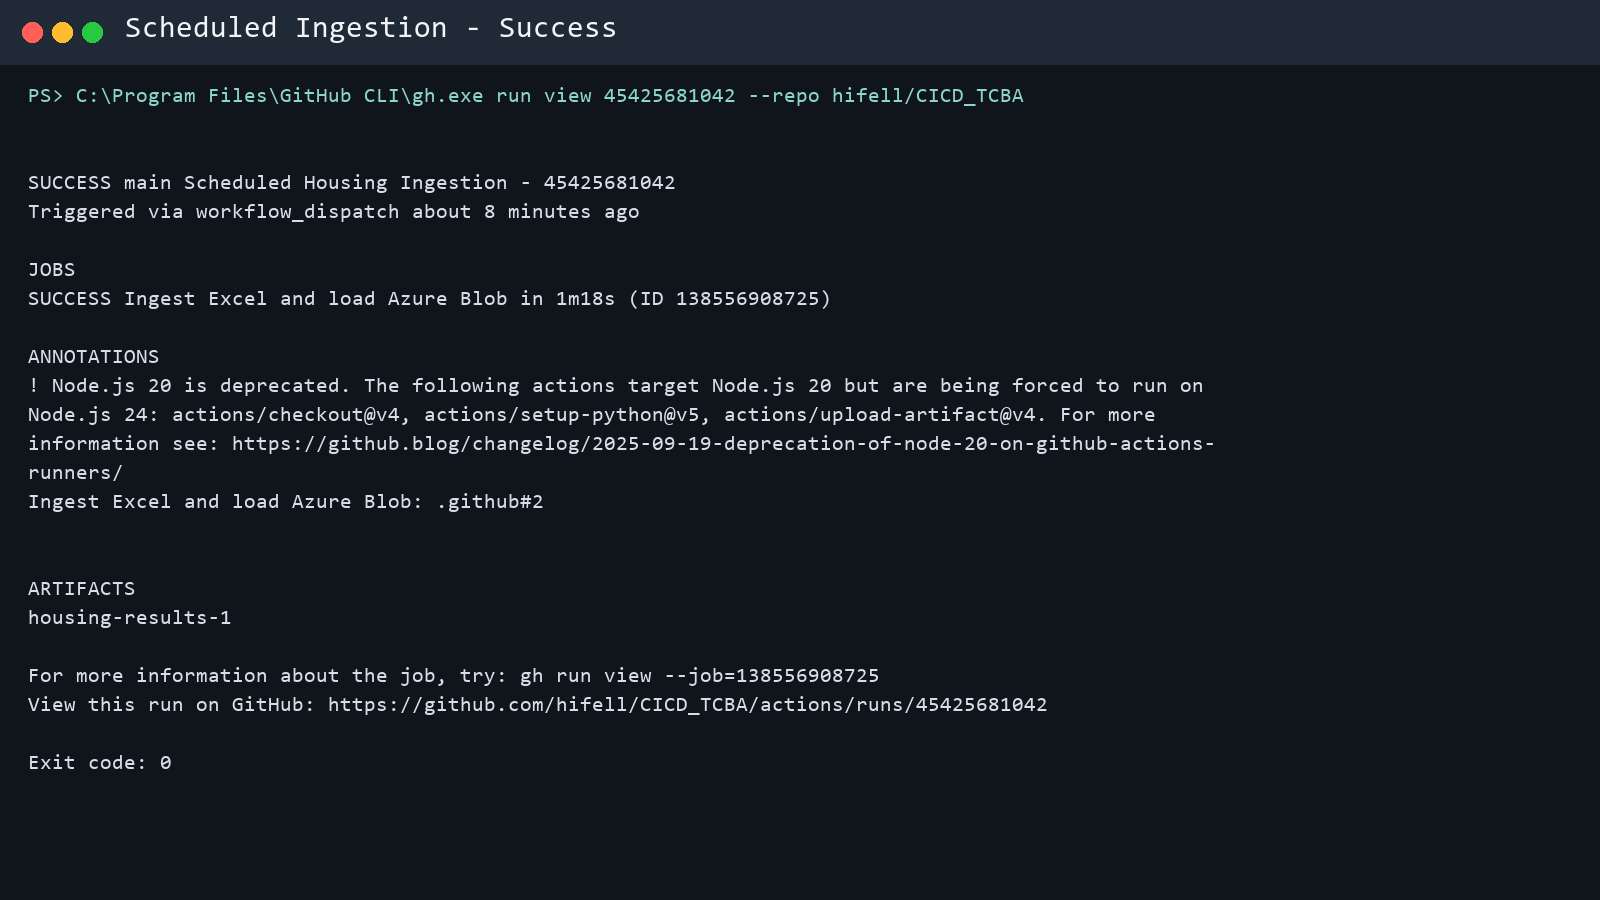 Scheduled Ingestion - Success
PS> C:\Program Files\GitHub CLI\gh.exe run view 45425681042 --repo hifell/CICD_TCBA
SUCCESS main Scheduled Housing Ingestion - 45425681042
Triggered via workflow_dispatch about 8 minutes ago
JOBS
SUCCESS Ingest Excel and load Azure Blob in 1m18s (ID 138556908725)
ANNOTATIONS
! Node.js 20 is deprecated. The following actions target Node.js 20 but are being forced to run on
Node.js 24: actions/checkout@v4, actions/setup-python@v5, actions/upload-artifact@v4. For more
information see: https://github.blog/changelog/2025-09-19-deprecation-of-node-20-on-github-actions-
runners/
Ingest Excel and load Azure Blob: .github#2
ARTIFACTS
housing-results-1
For more information about the job, try: gh run view --job=138556908725
View this run on GitHub: https://github.com/hifell/CICD_TCBA/actions/runs/45425681042
Exit code: 0